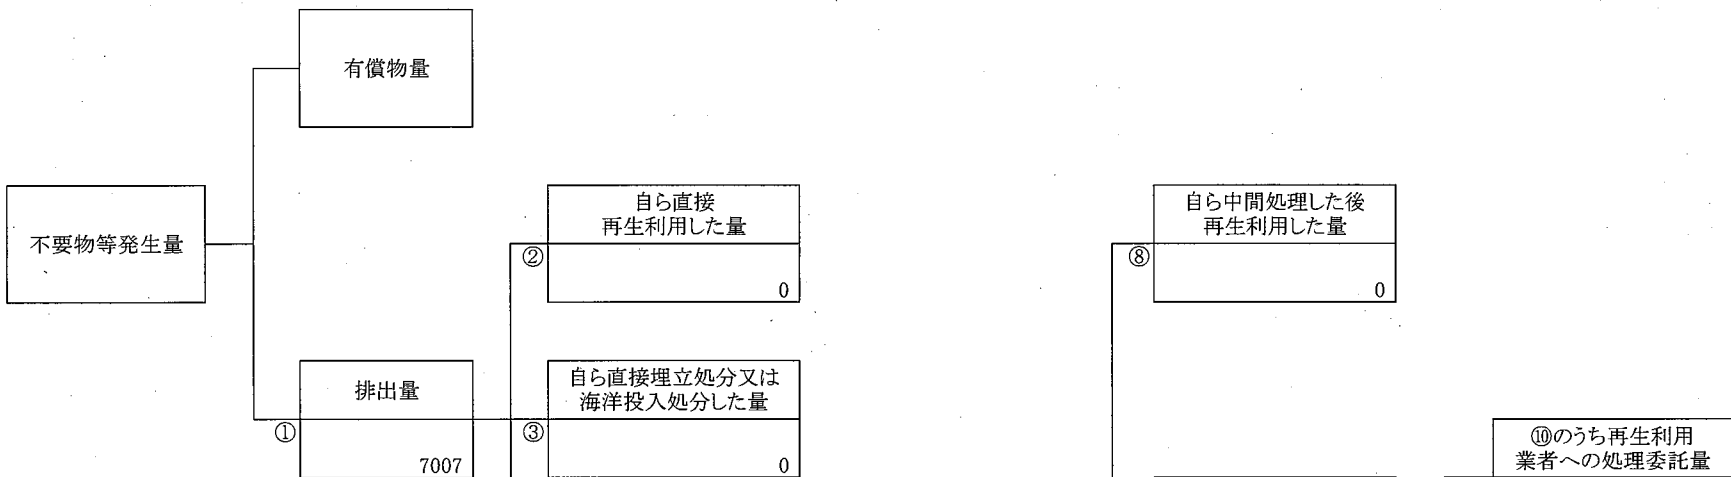 有償物量
不要物等発生量
自ら直接
再生利用した量
②
0
自ら中間処理した後
再生利用した量
⑧
0
排出量
①
7007
自ら直接埋立処分又は
海洋投入処分した量
③
0
⑩のうち再生利用
業者への処理委託量